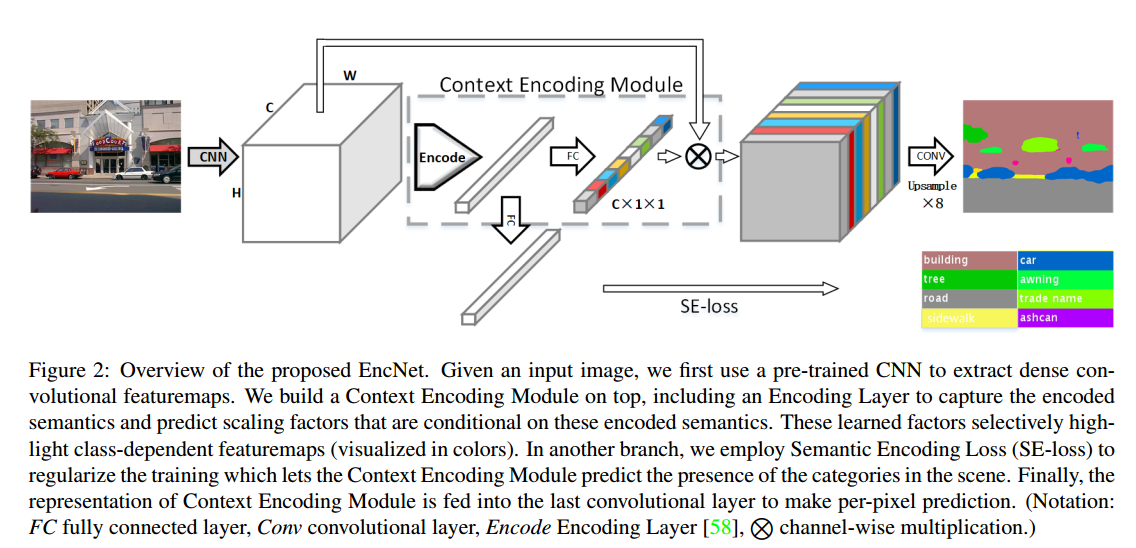 W
Context Encoding Module
C
CNN
Encode
FC
CONV
H
Upsample
×8
C×1×1
FC
building
car
tree
awning
road
trade name
sidewalk
ashcan
SE-loss
Figure 2: Overview of the proposed EncNet. Given an input image, we first use a pre-trained CNN to extract dense con-
volutional featuremaps. We build a Context Encoding Module on top, including an Encoding Layer to capture the encoded
semantics and predict scaling factors that are conditional on these encoded semantics. These learned factors selectively high-
light class-dependent featuremaps (visualized in colors). In another branch, we employ Semantic Encoding Loss (SE-loss) to
regularize the training which lets the Context Encoding Module predict the presence of the categories in the scene. Finally, the
representation of Context Encoding Module is fed into the last convolutional layer to make per-pixel prediction. (Notation:
FC fully connected layer, Conv convolutional layer, Encode Encoding Layer [58], ⊗ channel-wise multiplication.)